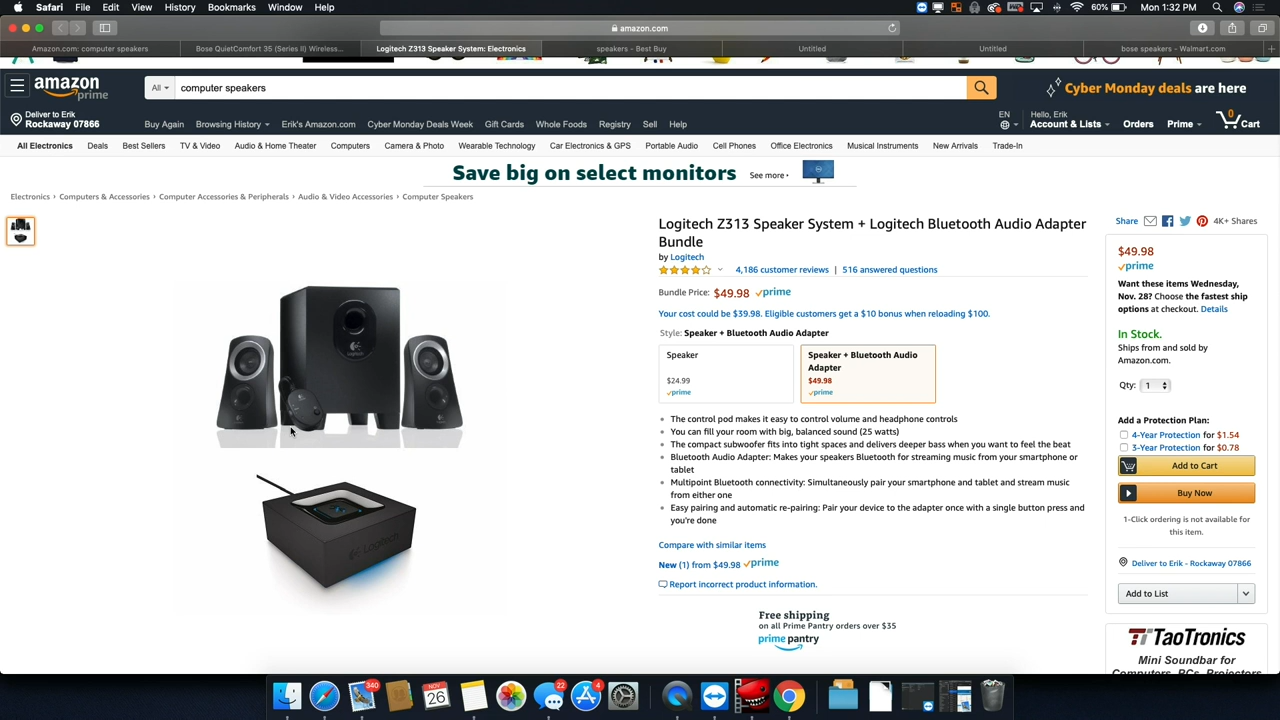 Safari File Edit View History Bookmarks Window Help 60% Mon 1:32 PM
amazon.com
Amazon.com: computer speakers Bose QuietComfort 35 (Series II) Wireless... Logitech Z313 Speaker System: Electronics speakers - Best Buy Untitled Untitled bose speakers - Walmart.com
amazon prime All computer speakers Cyber Monday deals are here
Deliver to Erik
Rockaway 07866
Buy Again Browsing History Erik's Amazon.com Cyber Monday Deals Week Gift Cards Whole Foods Registry Sell Help
EN Hello, Erik
Account & Lists Orders Prime 0 Cart
All Electronics Deals Best Sellers TV & Video Audio & Home Theater Computers Camera & Photo Wearable Technology Car Electronics & GPS Portable Audio Cell Phones Office Electronics Musical Instruments New Arrivals Trade-In
Save big on select monitors See more
Electronics › Computers & Accessories › Computer Accessories & Peripherals › Audio & Video Accessories › Computer Speakers
Logitech Z313 Speaker System + Logitech Bluetooth Audio Adapter
Bundle
by Logitech
4,186 customer reviews | 516 answered questions
Bundle Price: $49.98 prime
Your cost could be $39.98. Eligible customers get a $10 bonus when reloading $100.
Style: Speaker + Bluetooth Audio Adapter
Speaker
$24.99
prime
Speaker + Bluetooth Audio
Adapter
$49.98
prime
The control pod makes it easy to control volume and headphone controls
You can fill your room with big, balanced sound (25 watts)
The compact subwoofer fits into tight spaces and delivers deeper bass when you want to feel the beat
Bluetooth Audio Adapter: Makes your speakers Bluetooth for streaming music from your smartphone or
tablet
Multipoint Bluetooth connectivity: Simultaneously pair your smartphone and tablet and stream music
from either one
Easy pairing and automatic re-pairing: Pair your device to the adapter once with a single button press and
you're done
Compare with similar items
New (1) from $49.98 prime
Report incorrect product information.
Free shipping
on all Prime Pantry orders over $35
prime pantry
Share 4K+ Shares
$49.98
prime
Want these items Wednesday,
Nov. 28? Choose the fastest ship
options at checkout. Details
In Stock.
Ships from and sold by
Amazon.com.
Qty: 1
Add a Protection Plan:
4-Year Protection for $1.54
3-Year Protection for $0.78
Add to Cart
Buy Now
1-Click ordering is not available for
this item.
Deliver to Erik - Rockaway 07866
Add to List
TaoTronics
Mini Soundbar for
Computers, PCs, Projectors
Logitech
Logitech
340
NOV
26
22
4